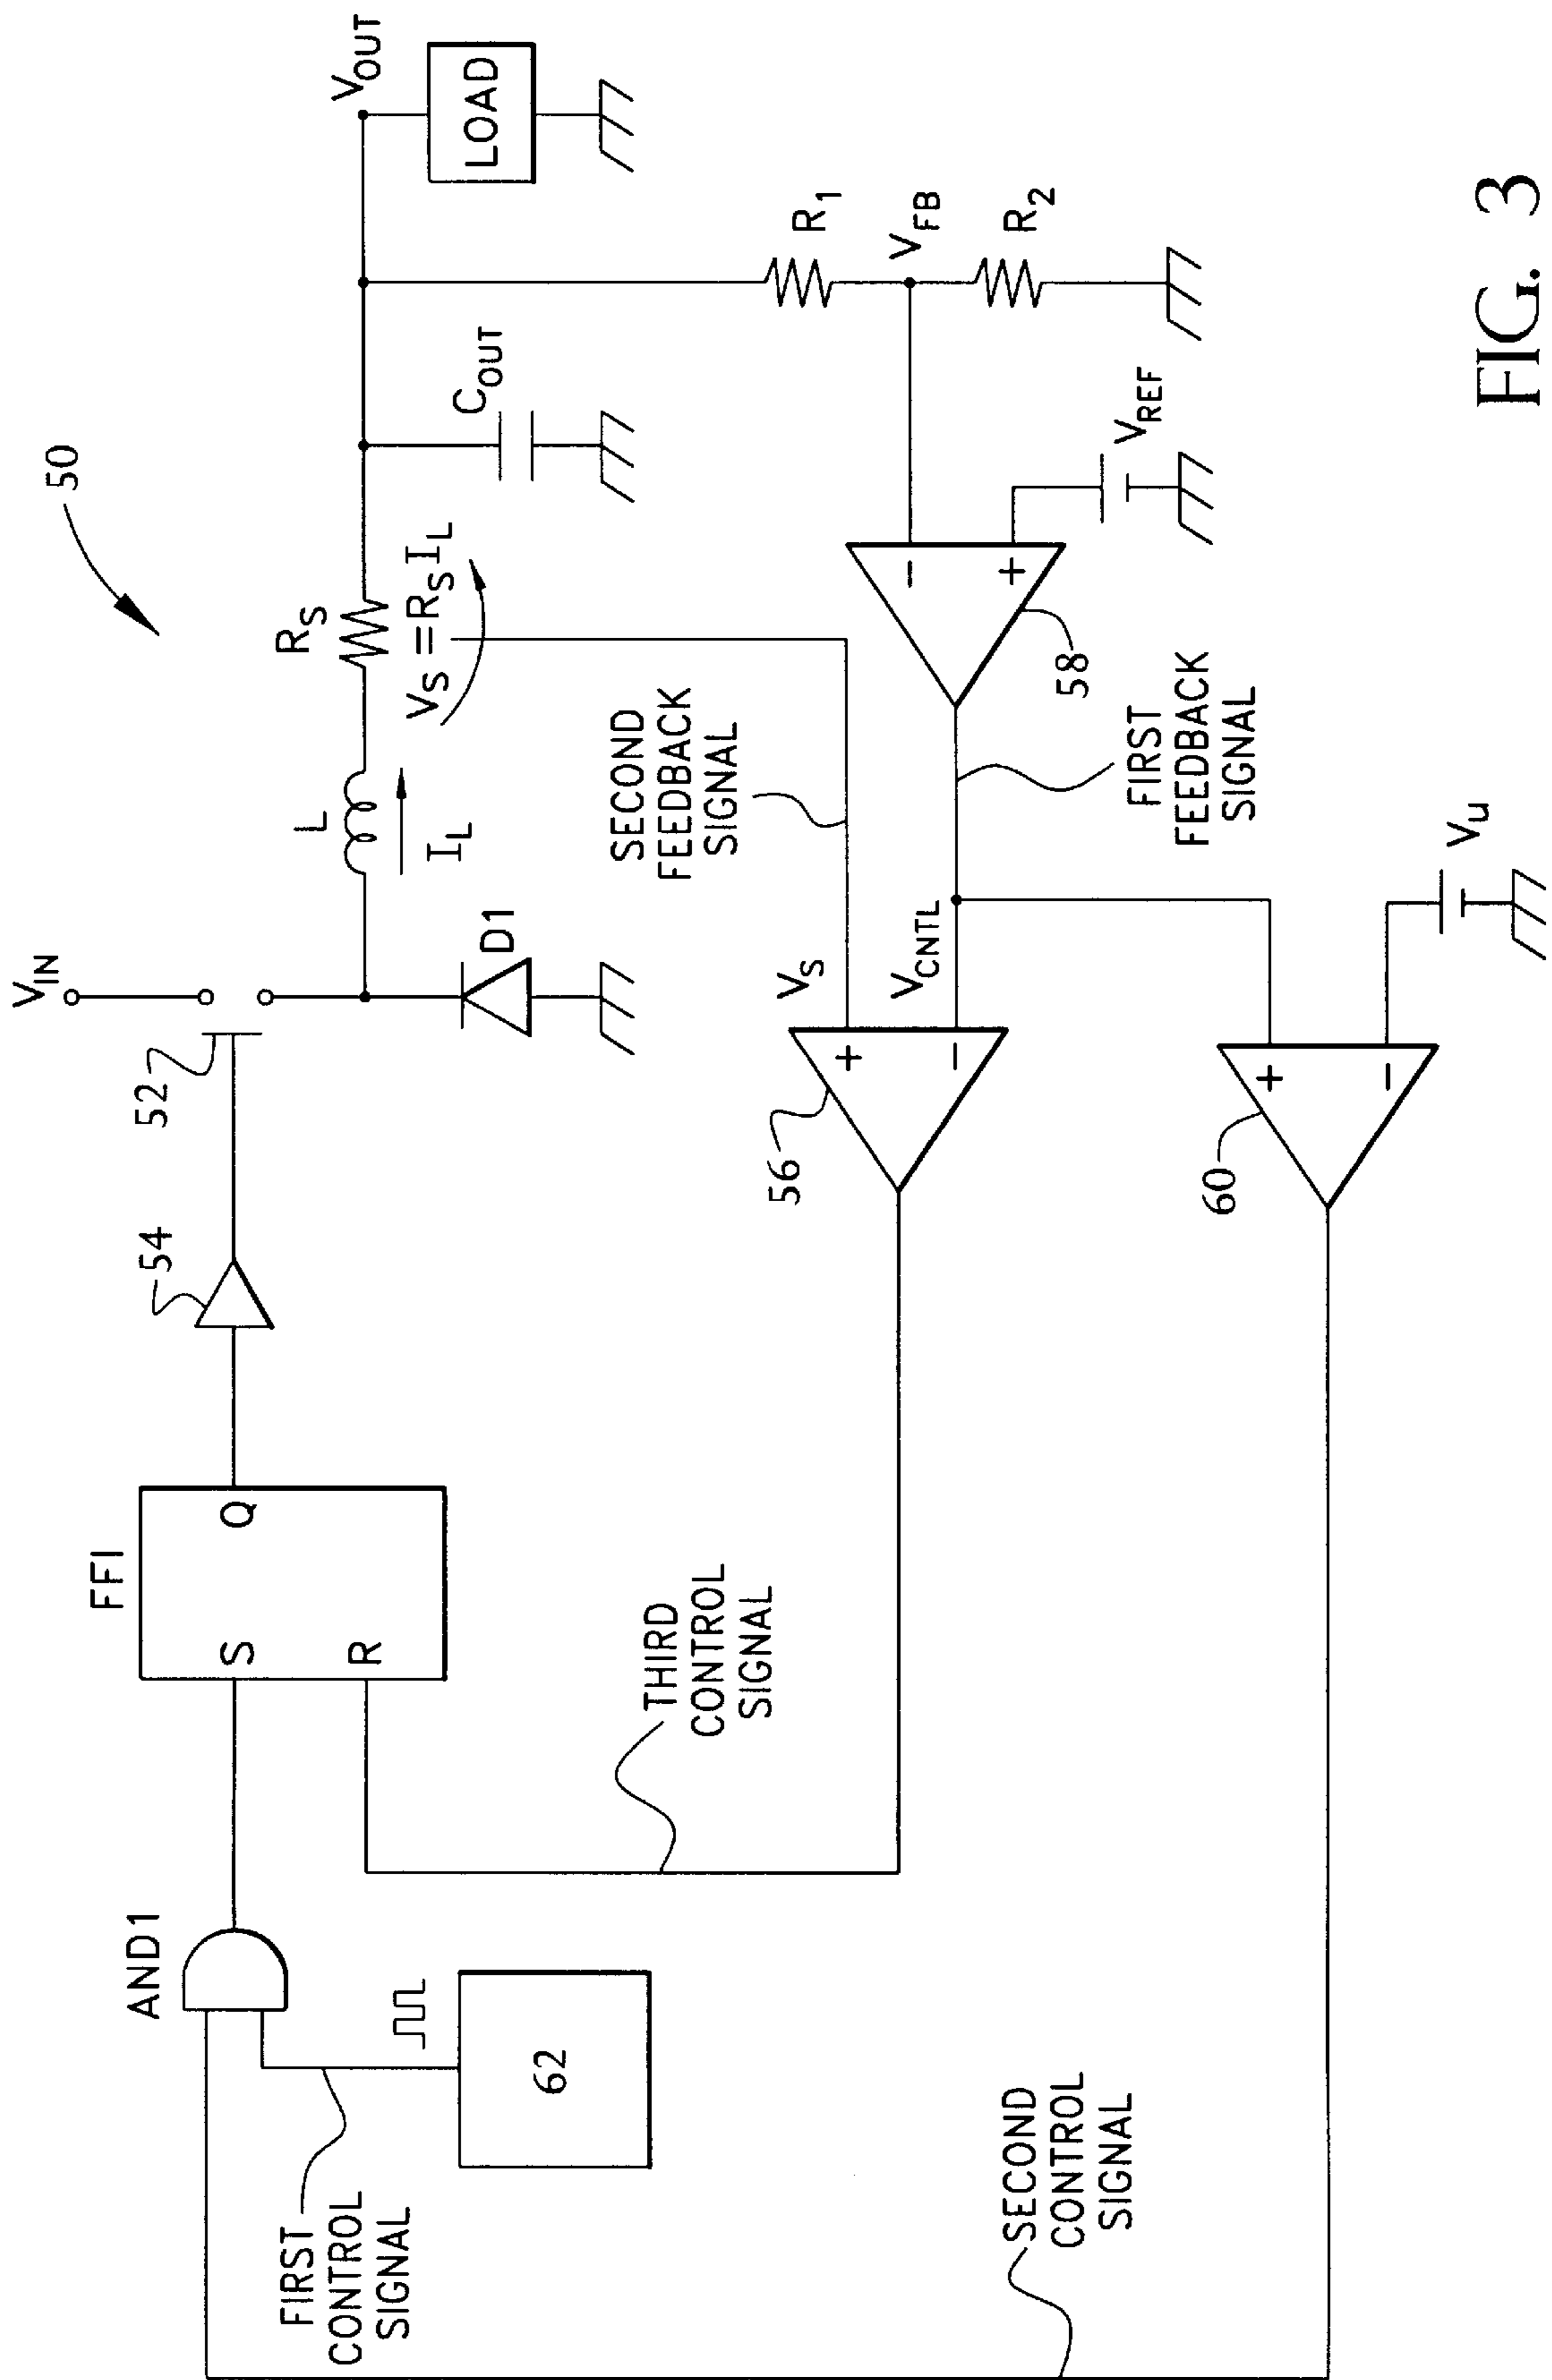 50
V_IN
52
54
FF1
S
Q
R
AND1
62
FIRST
CONTROL
SIGNAL
L
I_L
R_S
V_S = R_S I_L
D1
C_OUT
V_OUT
LOAD
R_1
V_FB
R_2
V_REF
SECOND
FEEDBACK
SIGNAL
V_S
V_CNTL
+
-
56
-
+
58
FIRST
FEEDBACK
SIGNAL
V_u
+
-
60
THIRD
CONTROL
SIGNAL
SECOND
CONTROL
SIGNAL
FIG. 3